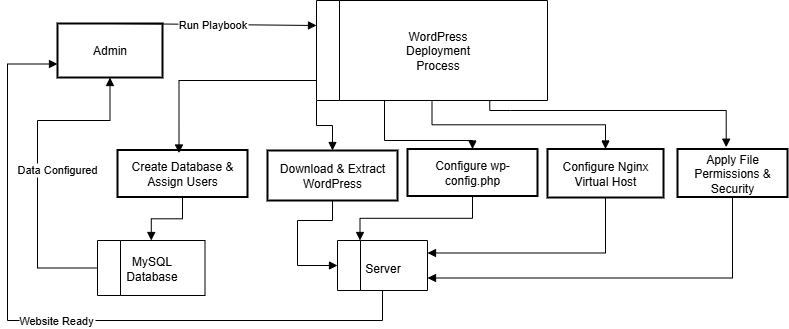 Admin
Run Playbook
WordPress
Deployment
Process
Data Configured
Create Database &
Assign Users
Download & Extract
WordPress
Configure wp-
config.php
Configure Nginx
Virtual Host
Apply File
Permissions &
Security
MySQL
Database
Server
Website Ready